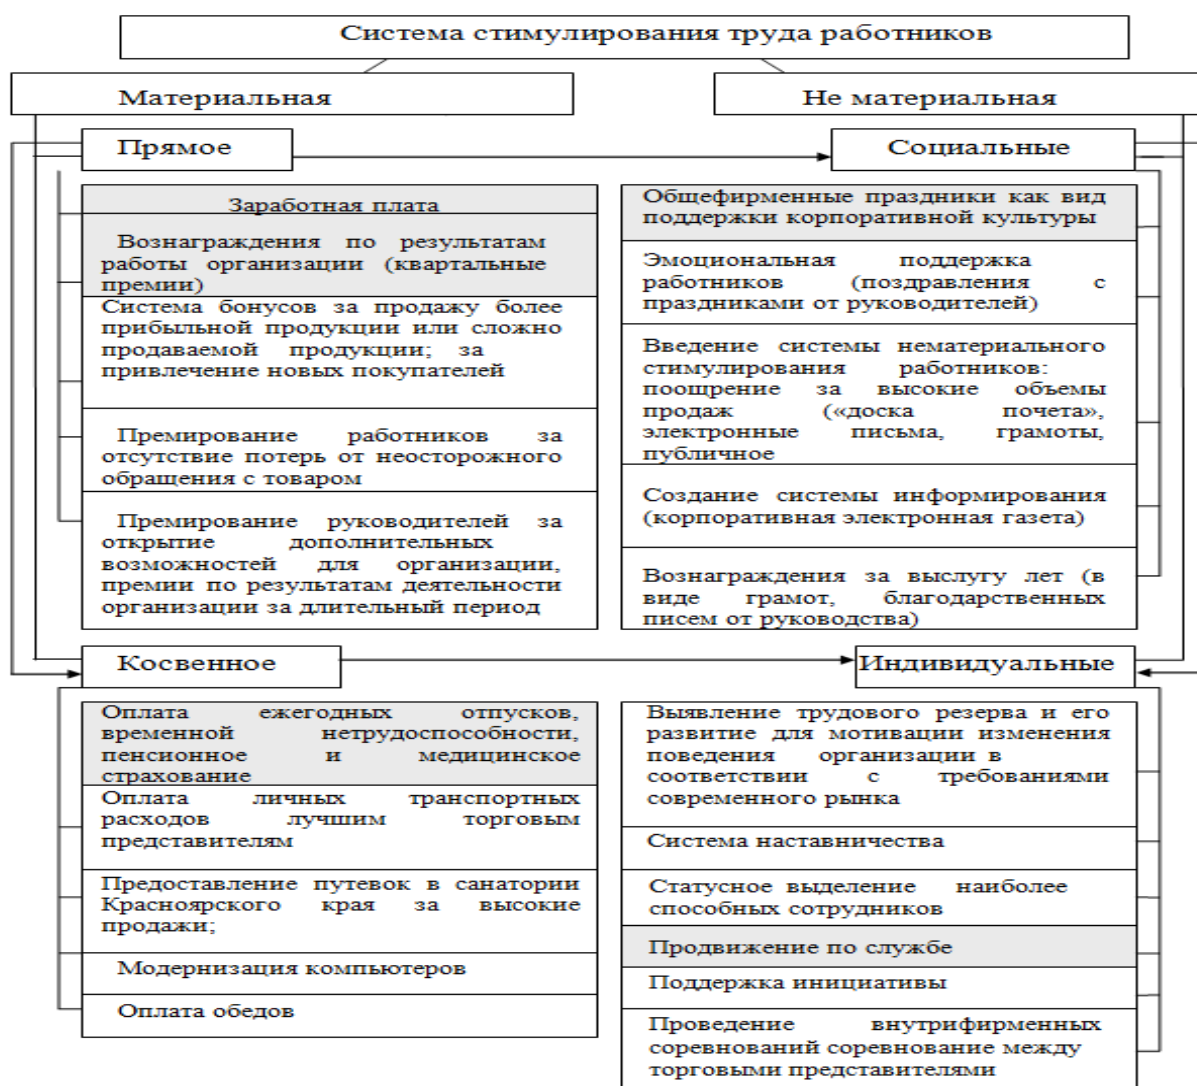 Система стимулирования труда работников
Материальная
Не материальная
Прямое
Социальные
Заработная плата
Вознаграждения по результатам
работы организации (квартальные
премии)
Система бонусов за продажу более
прибыльной продукции или сложно
продаваемой продукции; за
привлечение новых покупателей
Премирование работников за
отсутствие потерь от неосторожного
обращения с товаром
Премирование руководителей за
открытие дополнительных
возможностей для организации,
премии по результатам деятельности
организации за длительный период
Общефирменные праздники как вид
поддержки корпоративной культуры
Эмоциональная поддержка
работников (поздравления с
праздниками от руководителей)
Введение системы нематериального
стимулирования работников:
поощрение за высокие объемы
продаж («доска почета»,
электронные письма, грамоты,
публичное
Создание системы информирования
(корпоративная электронная газета)
Вознаграждения за выслугу лет (в
виде грамот, благодарственных
писем от руководства)
Косвенное
Индивидуальные
Оплата ежегодных отпусков,
временной нетрудоспособности,
пенсионное и медицинское
страхование
Оплата личных транспортных
расходов лучшим торговым
представителям
Предоставление путевок в санатории
Красноярского края за высокие
продажи;
Модернизация компьютеров
Оплата обедов
Выявление трудового резерва и его
развитие для мотивации изменения
поведения организации в
соответствии с требованиями
современного рынка
Система наставничества
Статусное выделение наиболее
способных сотрудников
Продвижение по службе
Поддержка инициативы
Проведение внутрифирменных
соревнований соревнование между
торговыми представителями